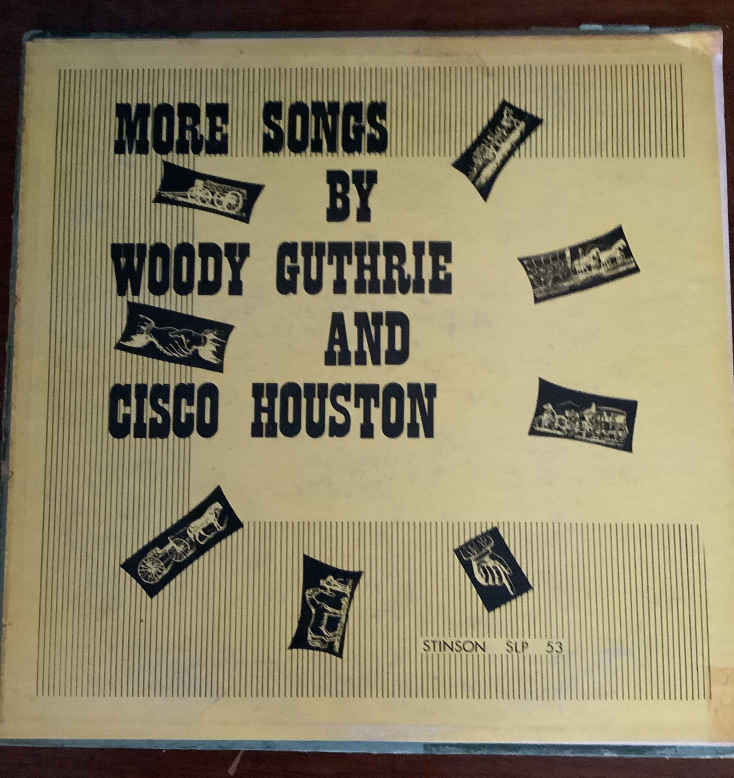 MORE SONGS
BY
WOODY GUTHRIE
AND
CISCO HOUSTON
STINSON SLP 53